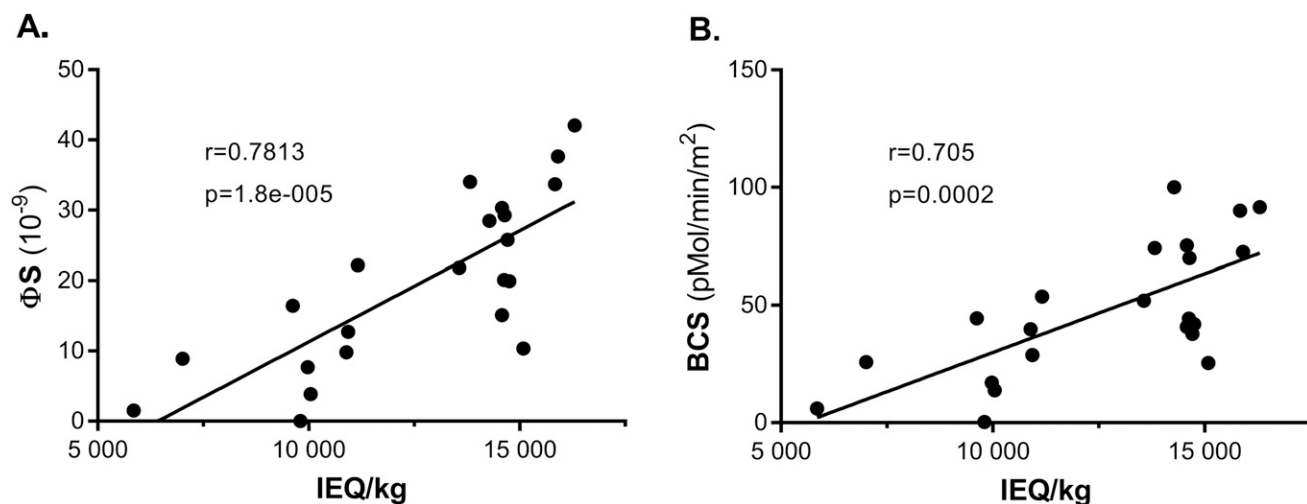 A.
50
40
30
20
10
0
ΦS (10⁻⁹)
r=0.7813
p=1.8e-005
5 000
10 000
15 000
IEQ/kg
B.
150
100
50
0
BCS (pMol/min/m²)
r=0.705
p=0.0002
5 000
10 000
15 000
IEQ/kg